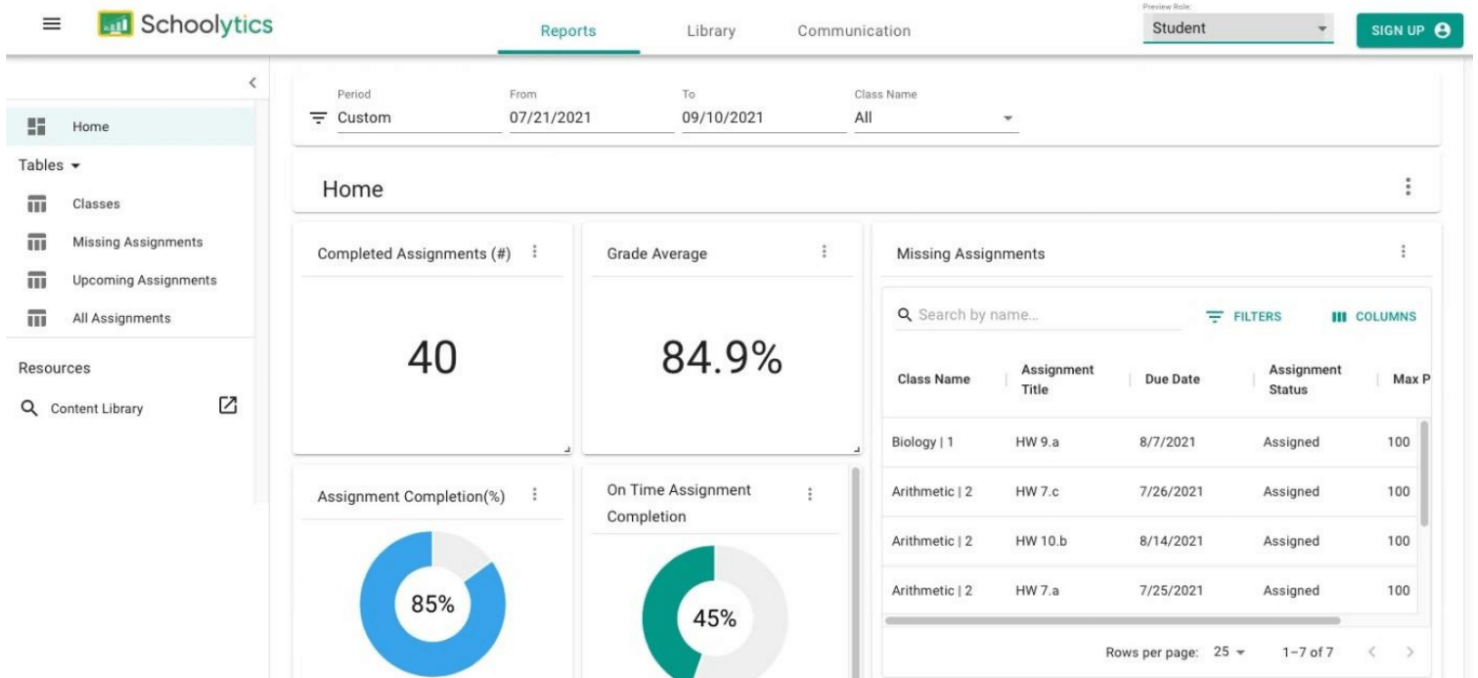 Schoolytics
Reports
Library
Communication
Preview Role:
Student
SIGN UP
Home
Tables
Classes
Missing Assignments
Upcoming Assignments
All Assignments
Resources
Content Library
Period
Custom
From
07/21/2021
To
09/10/2021
Class Name
All
Home
Completed Assignments (#)
40
Grade Average
84.9%
Assignment Completion(%)
85%
On Time Assignment
Completion
45%
Missing Assignments
Search by name...
FILTERS
COLUMNS
Class Name
Assignment
Title
Due Date
Assignment
Status
Max P
Biology | 1 HW 9.a 8/7/2021 Assigned 100
Arithmetic | 2 HW 7.c 7/26/2021 Assigned 100
Arithmetic | 2 HW 10.b 8/14/2021 Assigned 100
Arithmetic | 2 HW 7.a 7/25/2021 Assigned 100
Rows per page: 25 1–7 of 7